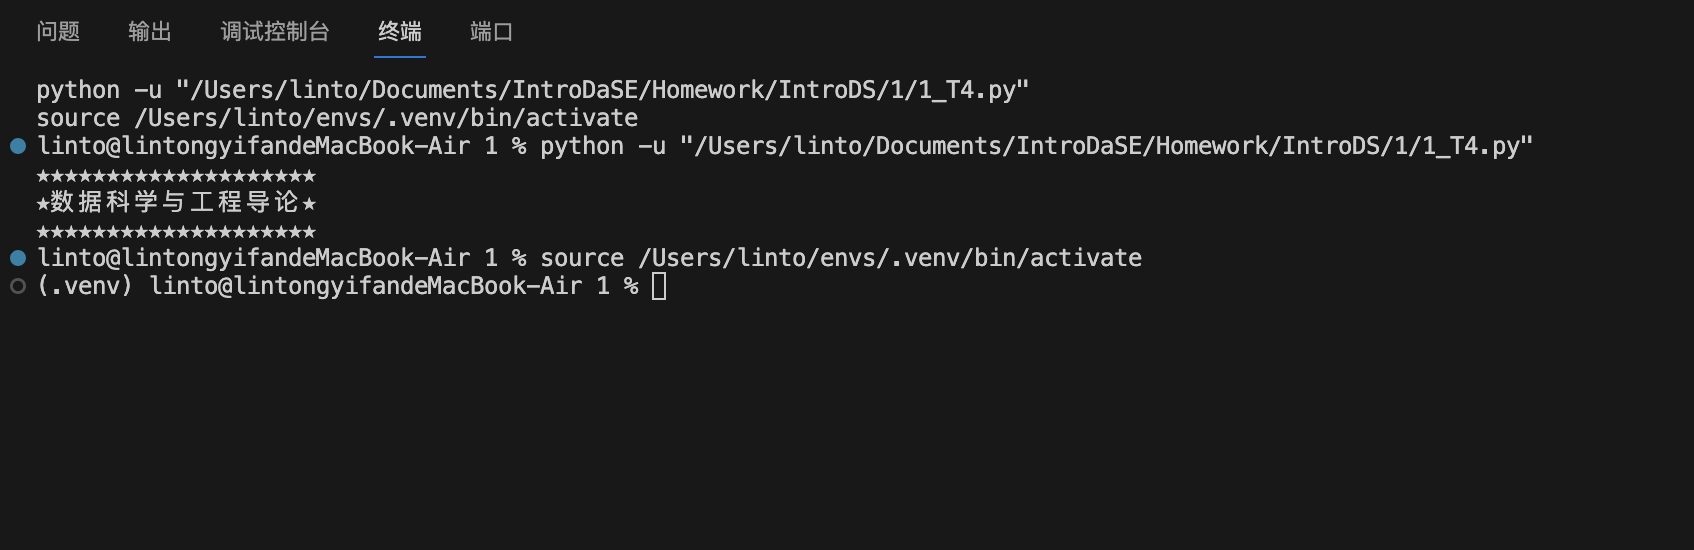 问题 输出 调试控制台 终端 端口
python -u "/Users/linto/Documents/IntroDaSE/Homework/IntroDS/1/1_T4.py"
source /Users/linto/envs/.venv/bin/activate
linto@lintongyifandeMacBook-Air 1 % python -u "/Users/linto/Documents/IntroDaSE/Homework/IntroDS/1/1_T4.py"
★★★★★★★★★★★★★★★★★★★★
★数据科学与工程导论★
★★★★★★★★★★★★★★★★★★★★
linto@lintongyifandeMacBook-Air 1 % source /Users/linto/envs/.venv/bin/activate
(.venv) linto@lintongyifandeMacBook-Air 1 %